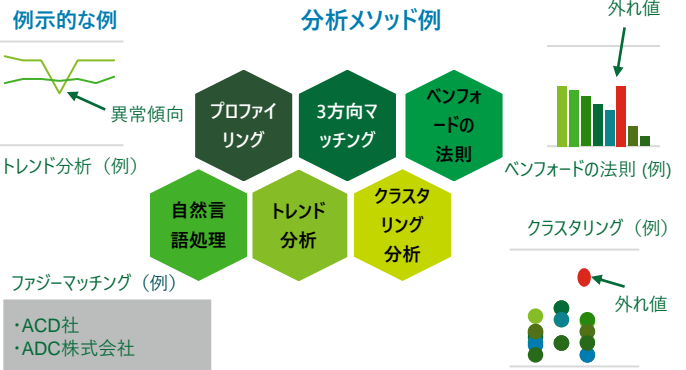 例示的な例
分析メソッド例
外れ値
異常傾向
トレンド分析（例）
プロファイ
リング
3方向マ
ッチング
ベンフォ
ードの
法則
ベンフォードの法則 (例)
自然言
語処理
トレンド
分析
クラスタ
リング
分析
クラスタリング（例）
外れ値
ファジーマッチング（例）
・ACD社
・ADC株式会社